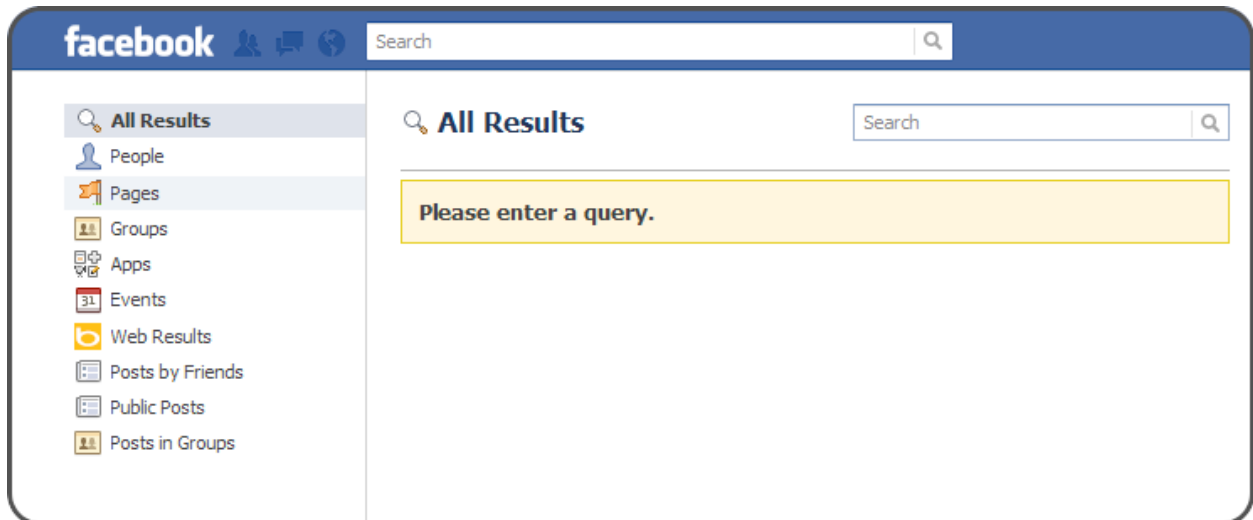 facebook Search
All Results
People
Pages
Groups
31 Events
Apps
Web Results
Posts by Friends
Public Posts
Posts in Groups
All Results Search
Please enter a query.